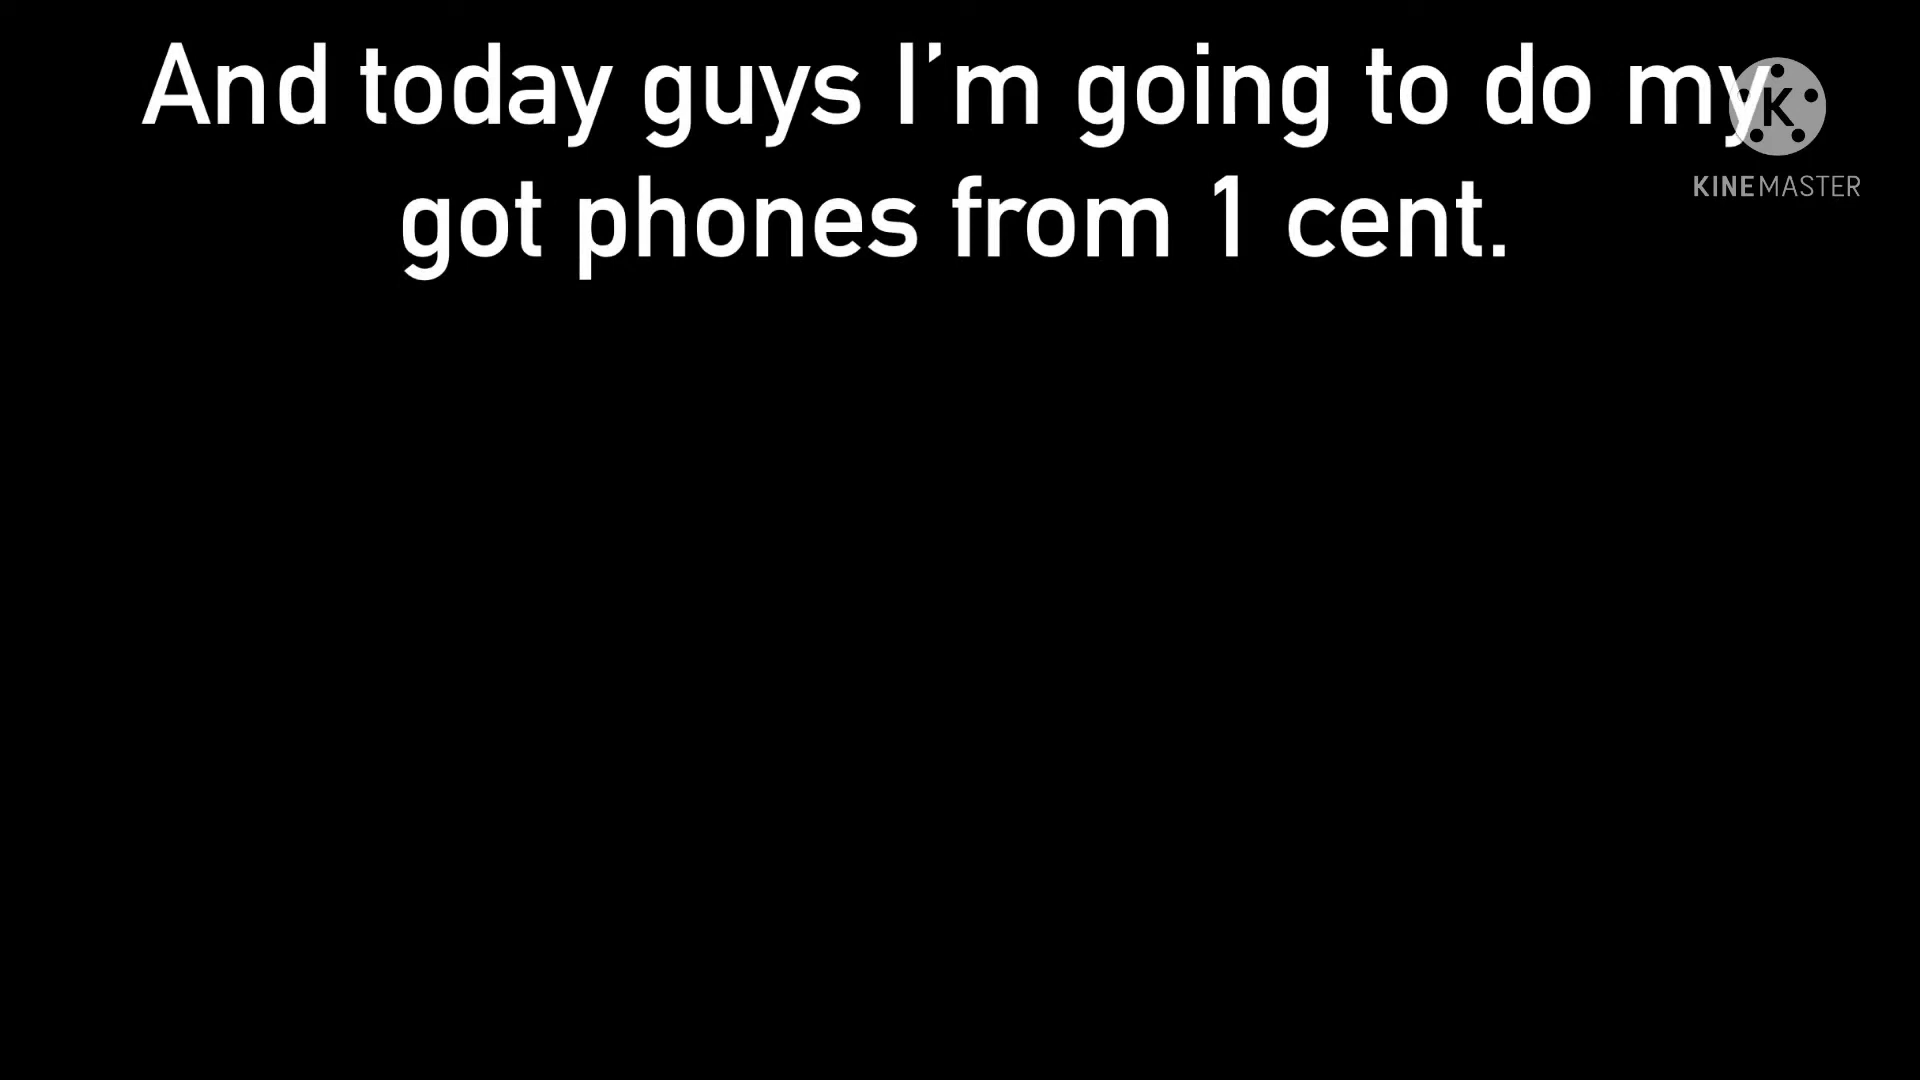 And today guys I’m going to do my
got phones from 1 cent.
K
KINEMASTER